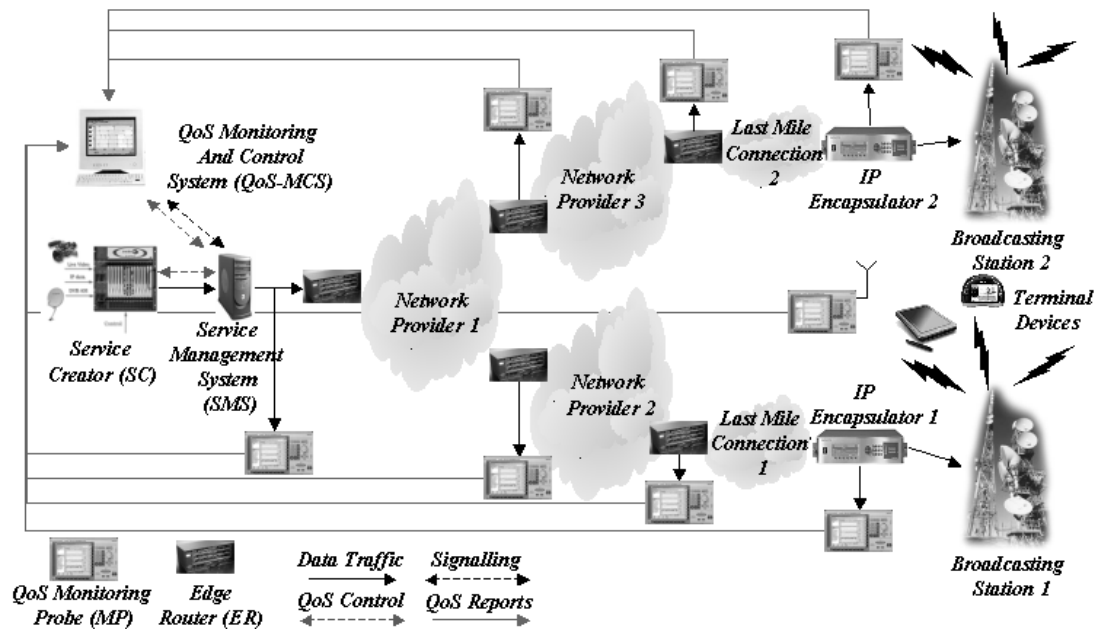 QoS Monitoring
And Control
System (QoS-MCS)
Network
Provider 3
Last Mile
Connection
2
IP
Encapsulator 2
Broadcasting
Station 2
Live Video
Control
Service
Creator (SC)
Service
Management
System
(SMS)
Network
Provider 1
Terminal
Devices
Network
Provider 2
Last Mile
Connection
1
IP
Encapsulator 1
Broadcasting
Station 1
QoS Monitoring
Probe (MP)
Edge
Router (ER)
Data Traffic
Signalling
QoS Control
QoS Reports